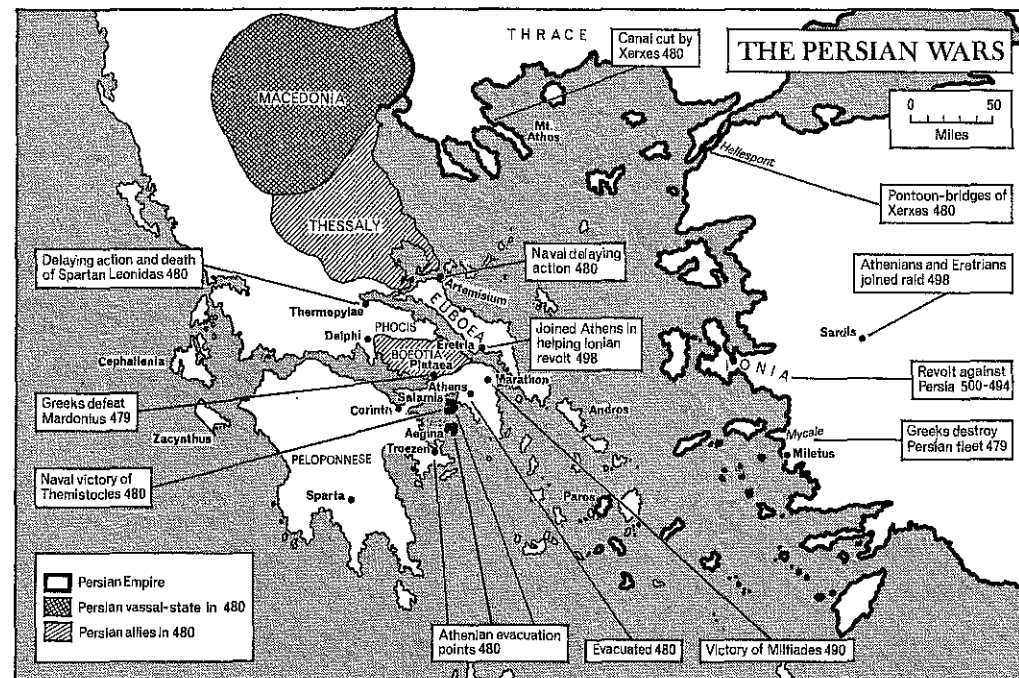 THRACE
Canal cut by
Xerxes 480
THE PERSIAN WARS
0 50
Miles
MACEDONIA
Mt.
Athos
Hellespont
Pontoon-bridges of
Xerxes 480
THESSALY
Delaying action and death
of Spartan Leonidas 480
Naval delaying
action 480
Artemisium
Athenians and Eretrians
joined raid 498
Thermopylae
EUBOEA
PHOCIS
Delphi
Eretria
Joined Athens in
helping Ionian
revolt 498
Sardis
Cephallenia
BOEOTIA
Plataea
Marathon
IONIA
Revolt against
Persia 500-494
Athens
Salamis
Corinth
Andros
Greeks defeat
Mardonius 479
Zacynthus
Aegina
Troezen
Mycale
Miletus
Greeks destroy
Persian fleet 479
PELOPONNESE
Naval victory of
Themistocles 480
Sparta
Paros
Persian Empire
Persian vassal-state in 480
Persian allies in 480
Athenian evacuation
points 480
Evacuated 480
Victory of Miltiades 490